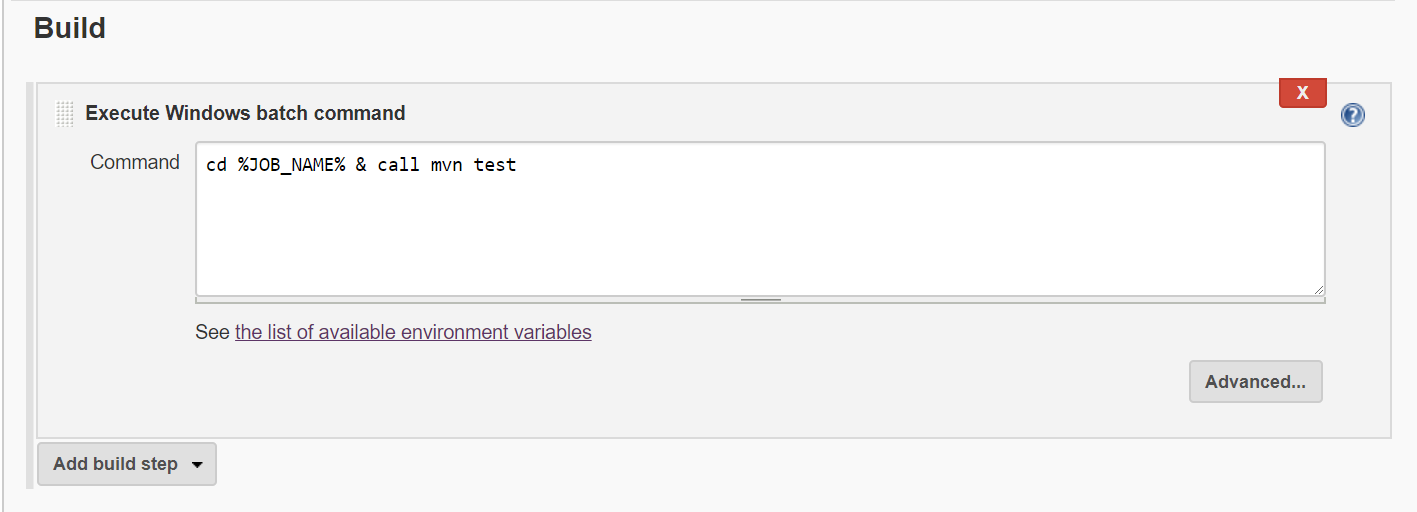 Build
X
Execute Windows batch command
?
Command
cd %JOB_NAME% & call mvn test
See the list of available environment variables
Advanced...
Add build step